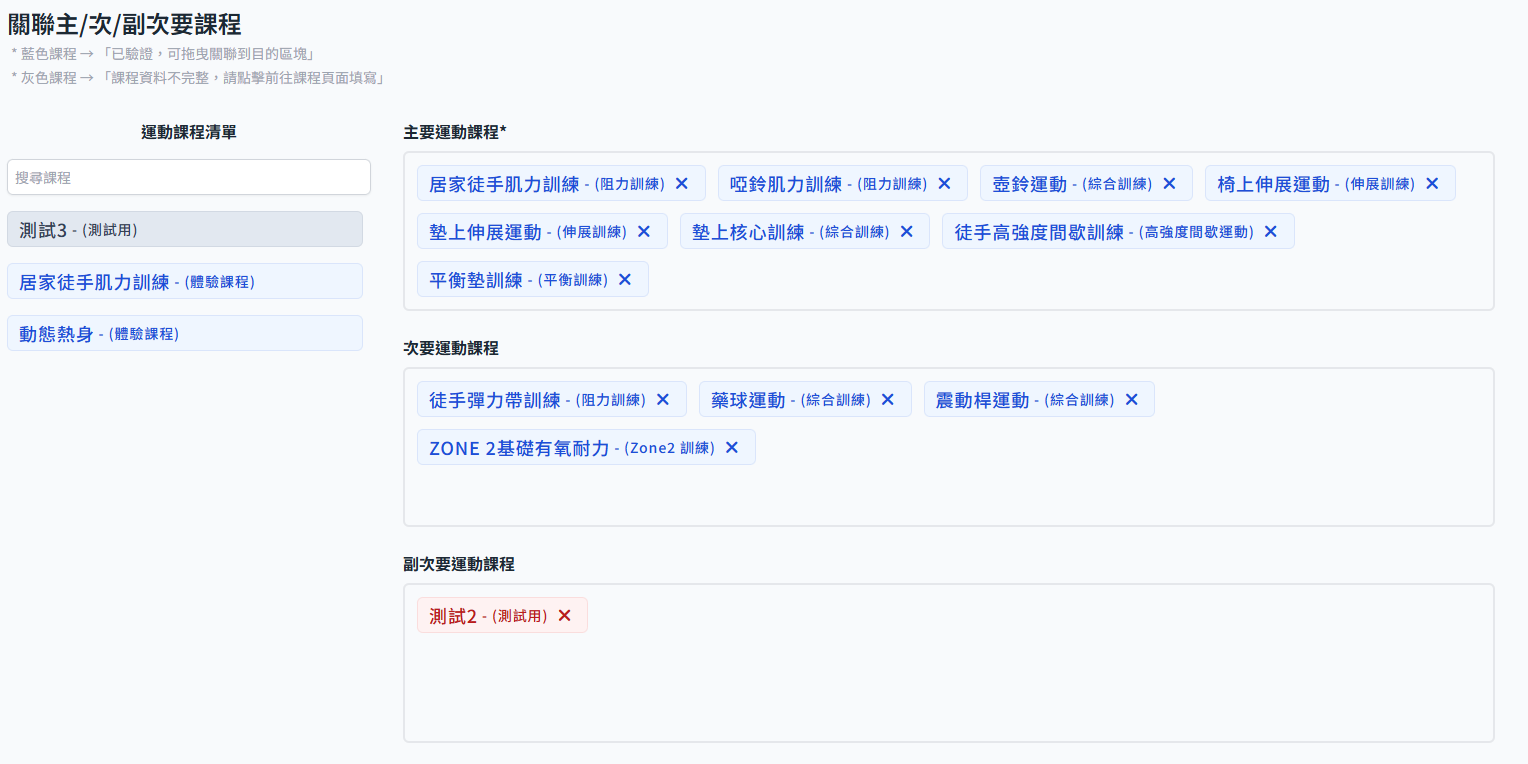 關聯主/次/副次要課程
* 藍色課程 → 「已驗證，可拖曳關聯到目的區塊」
* 灰色課程 → 「課程資料不完整，請點擊前往課程頁面填寫」
運動課程清單
搜尋課程
測試3 - (測試用)
居家徒手肌力訓練 - (體驗課程)
動態熱身 - (體驗課程)
主要運動課程*
居家徒手肌力訓練 - (阻力訓練) ✕ 啞鈴肌力訓練 - (阻力訓練) ✕ 壺鈴運動 - (綜合訓練) ✕ 椅上伸展運動 - (伸展訓練) ✕
墊上伸展運動 - (伸展訓練) ✕ 墊上核心訓練 - (綜合訓練) ✕ 徒手高強度間歇訓練 - (高強度間歇運動) ✕
平衡墊訓練 - (平衡訓練) ✕
次要運動課程
徒手彈力帶訓練 - (阻力訓練) ✕ 藥球運動 - (綜合訓練) ✕ 震動桿運動 - (綜合訓練) ✕
ZONE 2基礎有氧耐力 - (Zone2 訓練) ✕
副次要運動課程
測試2 - (測試用) ✕